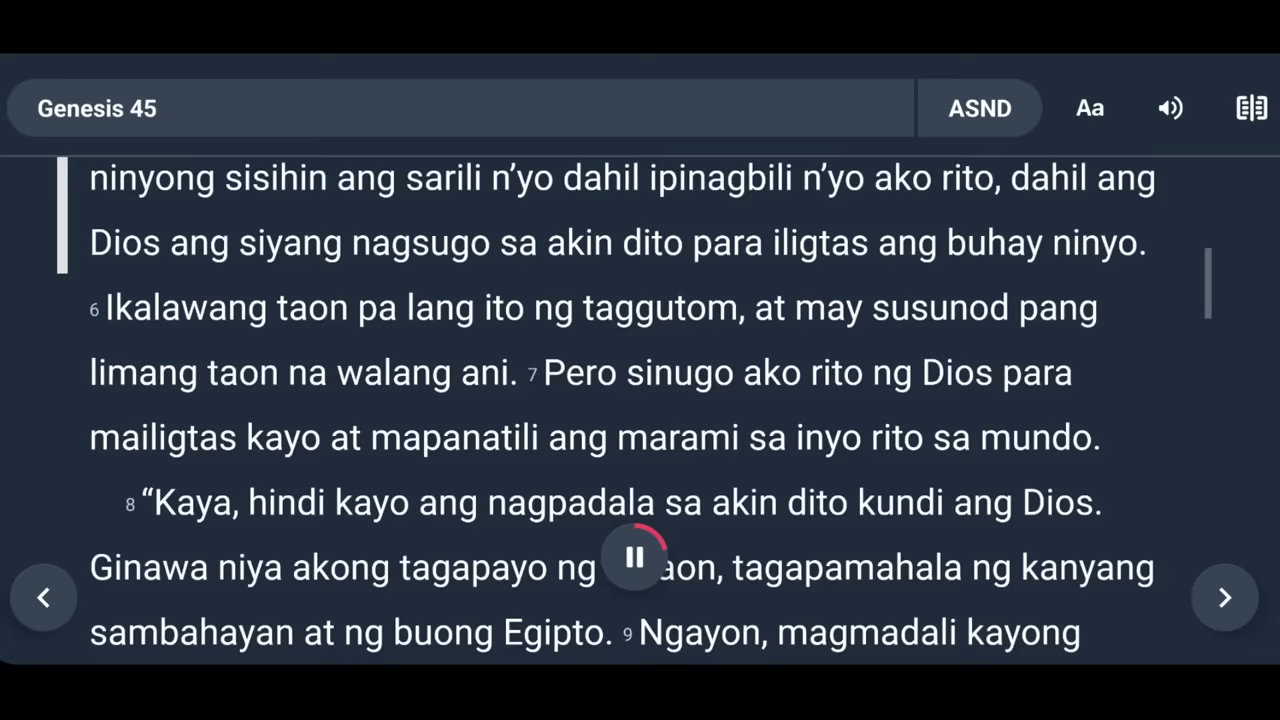 Genesis 45
ASND
Aa
ninyong sisihin ang sarili n’yo dahil ipinagbili n’yo ako rito, dahil ang
Dios ang siyang nagsugo sa akin dito para iligtas ang buhay ninyo.
6 Ikalawang taon pa lang ito ng taggutom, at may susunod pang
limang taon na walang ani. 7 Pero sinugo ako rito ng Dios para
mailigtas kayo at mapanatili ang marami sa inyo rito sa mundo.
8 “Kaya, hindi kayo ang nagpadala sa akin dito kundi ang Dios.
Ginawa niya akong tagapayo ng tagapamahala ng kanyang
sambahayan at ng buong Egipto. 9 Ngayon, magmadali kayong